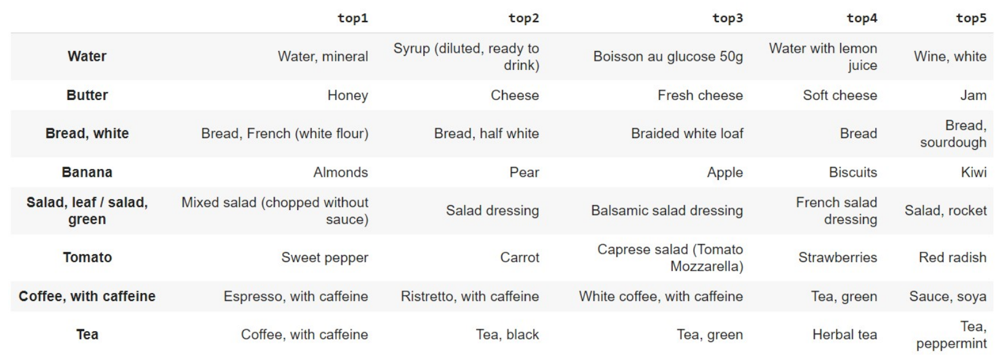 top1 top2 top3 top4 top5
Water Water, mineral Syrup (diluted, ready to drink) Boisson au glucose 50g Water with lemon juice Wine, white
Butter Honey Cheese Fresh cheese Soft cheese Jam
Bread, white Bread, French (white flour) Bread, half white Braided white loaf Bread Bread, sourdough
Banana Almonds Pear Apple Biscuits Kiwi
Salad, leaf / salad, green Mixed salad (chopped without sauce) Salad dressing Balsamic salad dressing French salad dressing Salad, rocket
Tomato Sweet pepper Carrot Caprese salad (Tomato Mozzarella) Strawberries Red radish
Coffee, with caffeine Espresso, with caffeine Ristretto, with caffeine White coffee, with caffeine Tea, green Sauce, soya
Tea Coffee, with caffeine Tea, black Tea, green Herbal tea Tea, peppermint